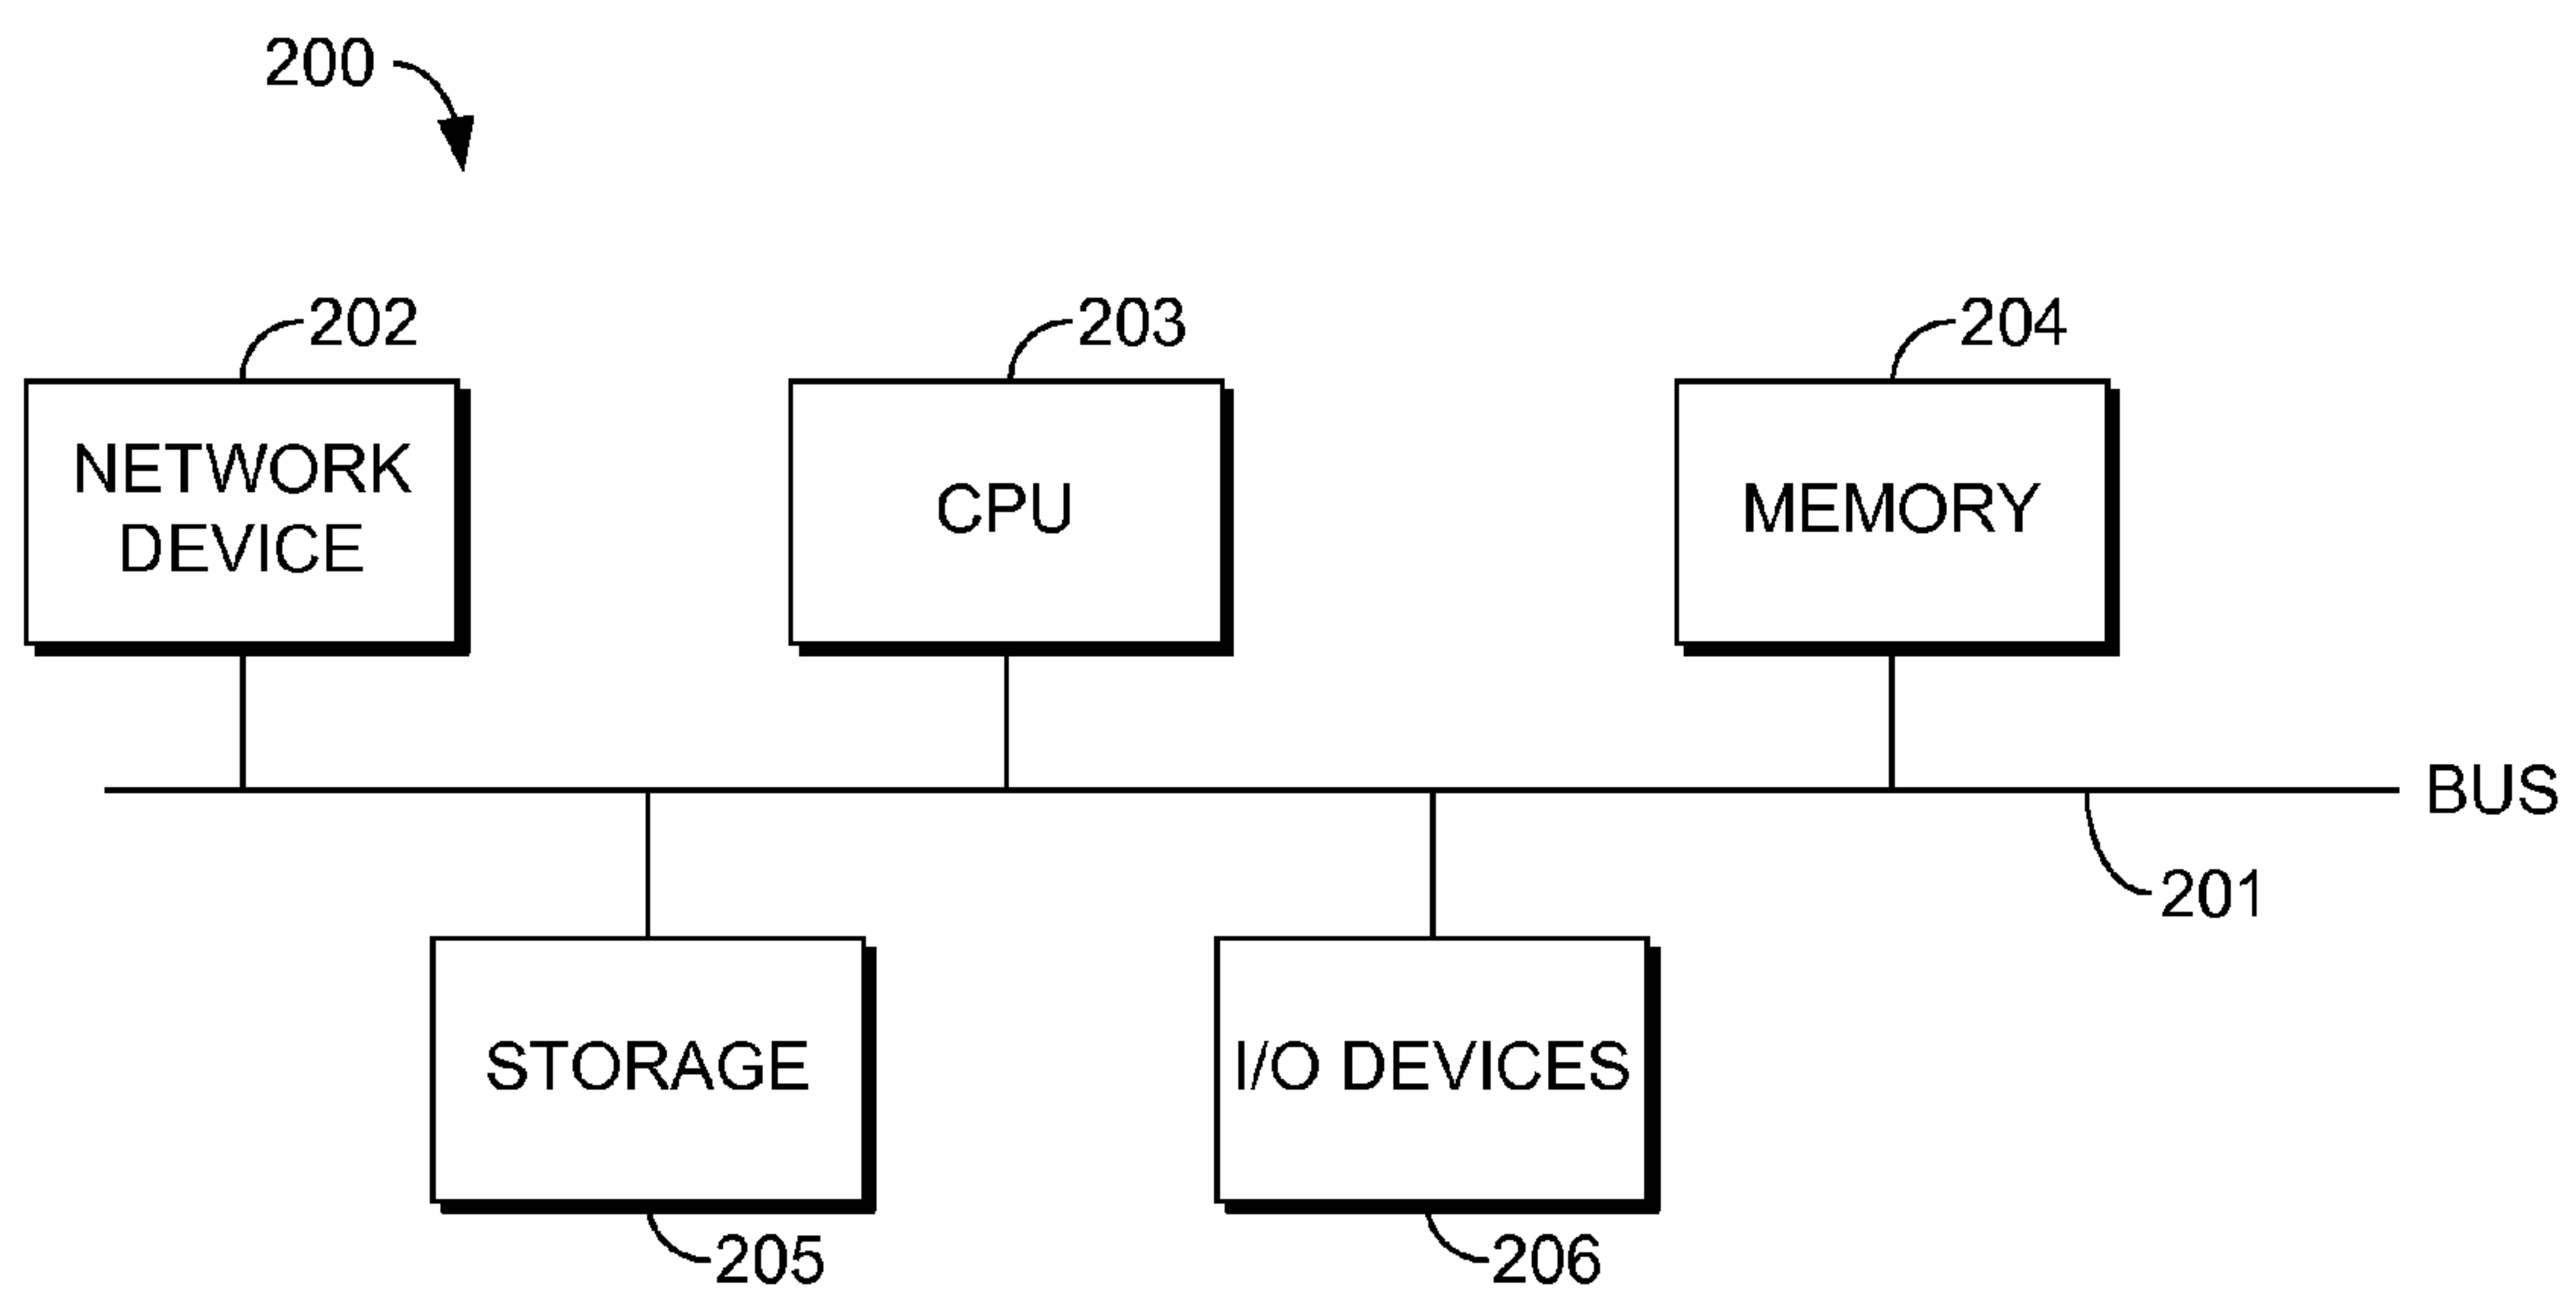 200
202
203
204
NETWORK
DEVICE
CPU
MEMORY
BUS
201
STORAGE
I/O DEVICES
205
206